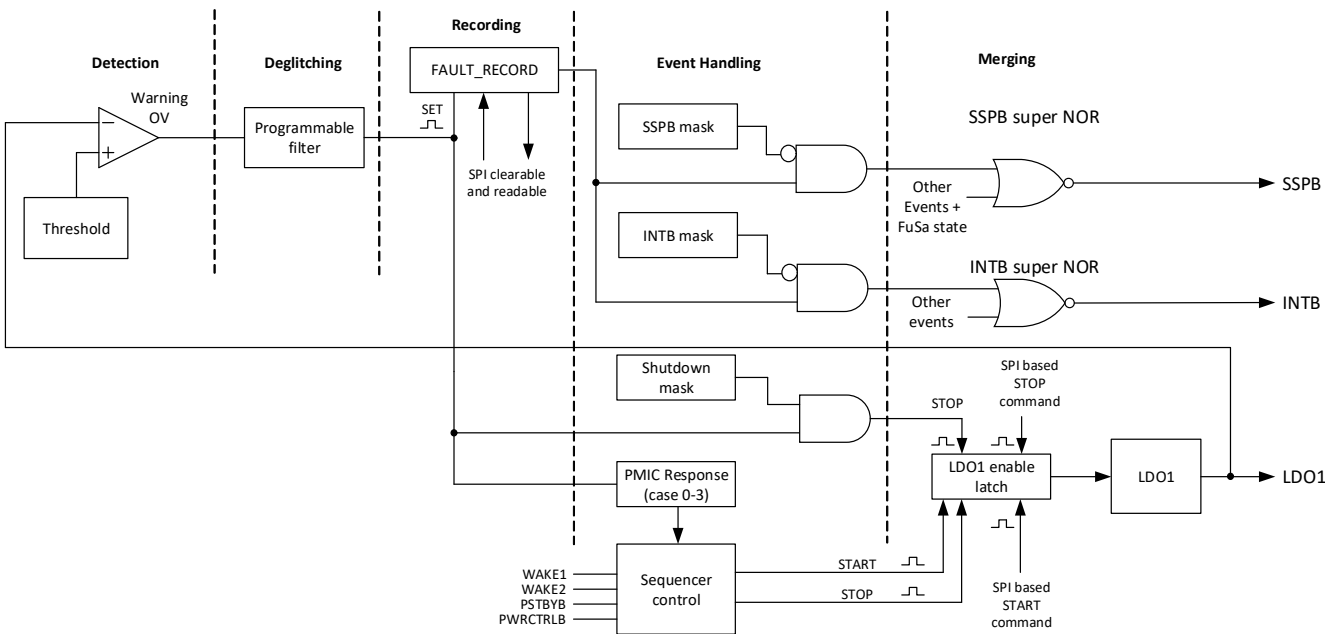 Recording
Detection
Deglitching
Event Handling
Merging
FAULT_RECORD
Warning
OV
SET
Programmable
filter
SPI clearable
and readable
Threshold
SSPB mask
SSPB super NOR
Other
Events +
FuSa state
SSPB
INTB mask
INTB super NOR
Other
events
INTB
Shutdown
mask
STOP
SPI based
STOP
command
LDO1 enable
latch
LDO1
LDO1
PMIC Response
(case 0-3)
WAKE1
WAKE2
PSTBYB
PWRCTRLB
Sequencer
control
START
STOP
SPI based
START
command